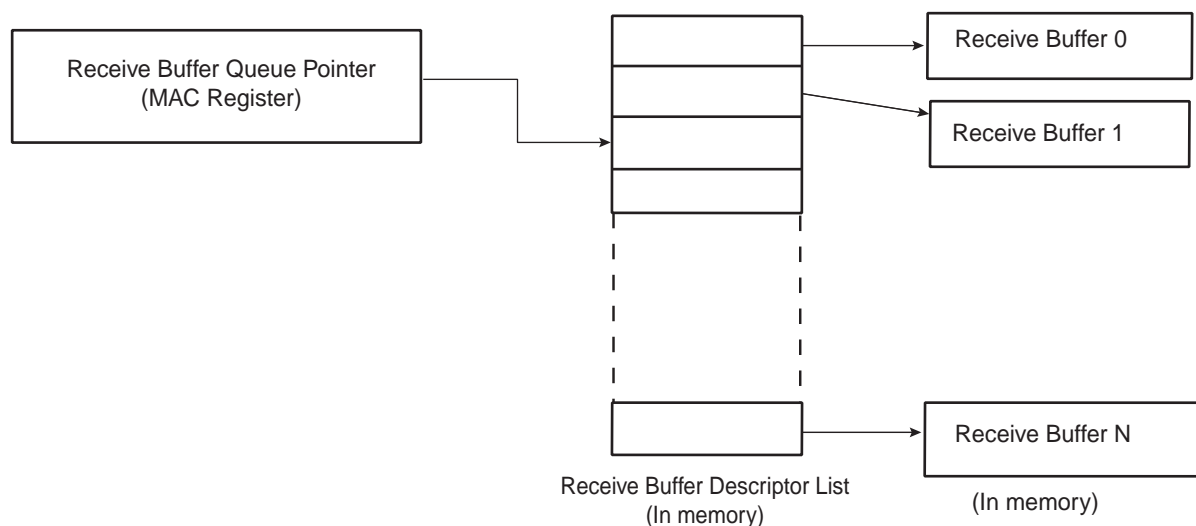 Receive Buffer Queue Pointer
(MAC Register)
Receive Buffer 0
Receive Buffer 1
Receive Buffer N
Receive Buffer Descriptor List
(In memory)
(In memory)